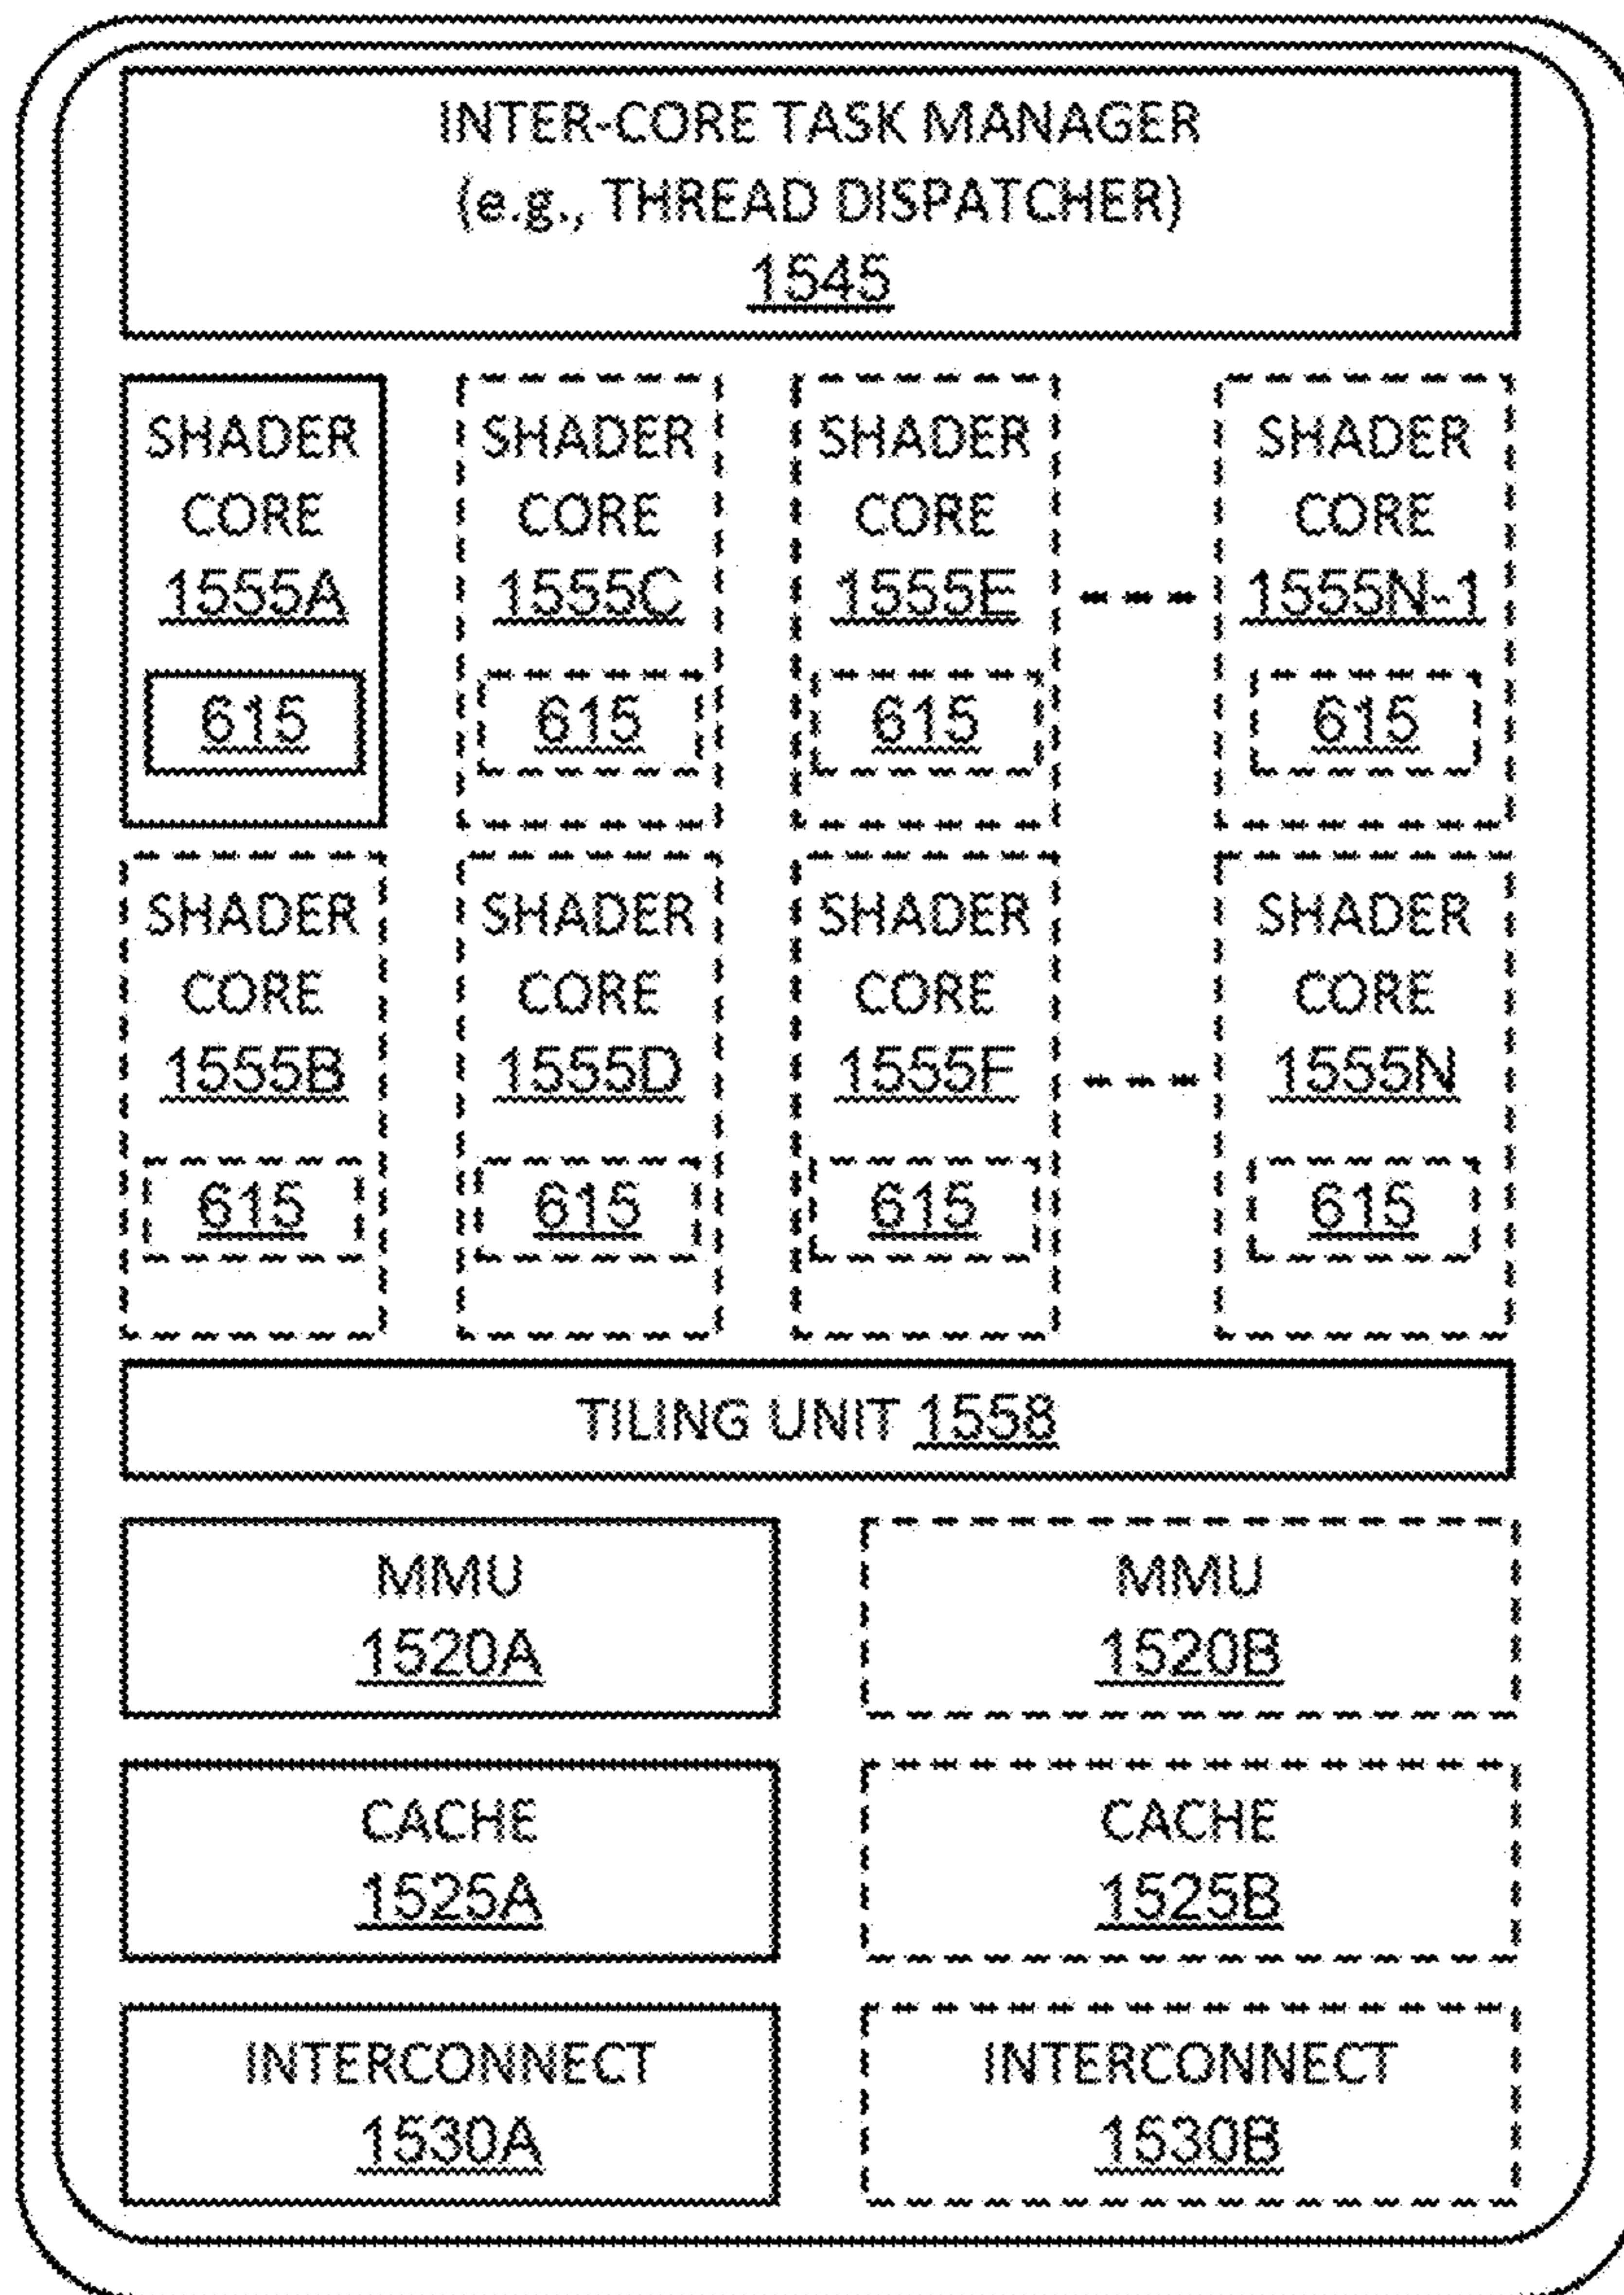 INTER-CORE TASK MANAGER
(e.g., THREAD DISPATCHER)
1545
SHADER
CORE
1555A
615
SHADER
CORE
1555C
615
SHADER
CORE
1555E
615
SHADER
CORE
1555N-1
615
SHADER
CORE
1555B
615
SHADER
CORE
1555D
615
SHADER
CORE
1555F
615
SHADER
CORE
1555N
615
TILING UNIT 1558
MMU
1520A
MMU
1520B
CACHE
1525A
CACHE
1525B
INTERCONNECT
1530A
INTERCONNECT
1530B